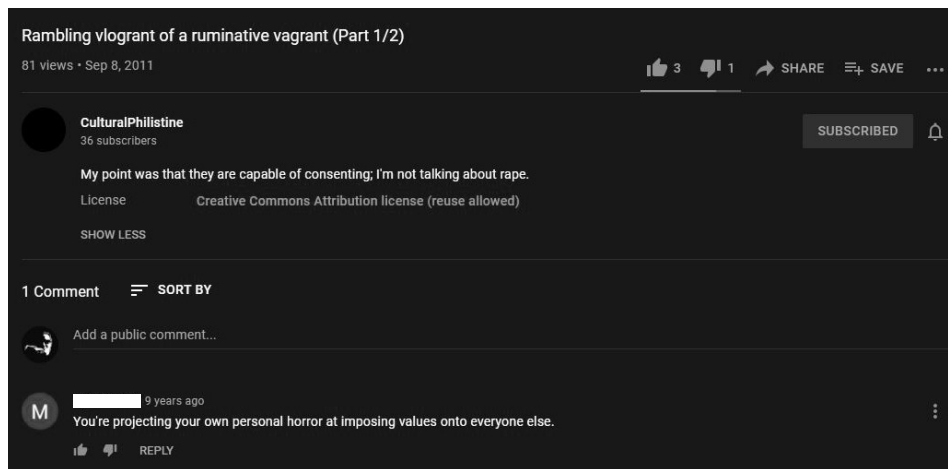 Rambling vlogrant of a ruminative vagrant (Part 1/2)
81 views • Sep 8, 2011
3 1 SHARE SAVE
CulturalPhilistine
36 subscribers
SUBSCRIBED
My point was that they are capable of consenting; I'm not talking about rape.
License Creative Commons Attribution license (reuse allowed)
SHOW LESS
1 Comment SORT BY
Add a public comment...
M
9 years ago
You're projecting your own personal horror at imposing values onto everyone else.
REPLY